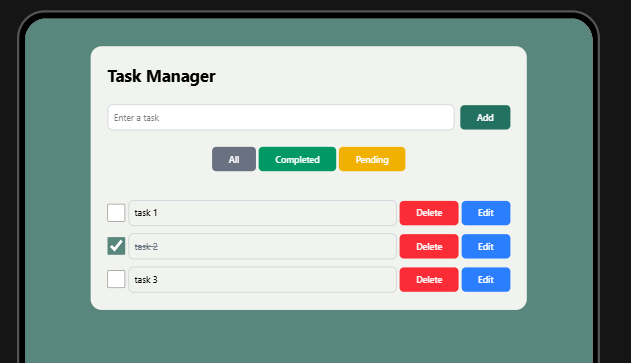 Task Manager
Enter a task Add
All Completed Pending
task 1 Delete Edit
task 2 Delete Edit
task 3 Delete Edit